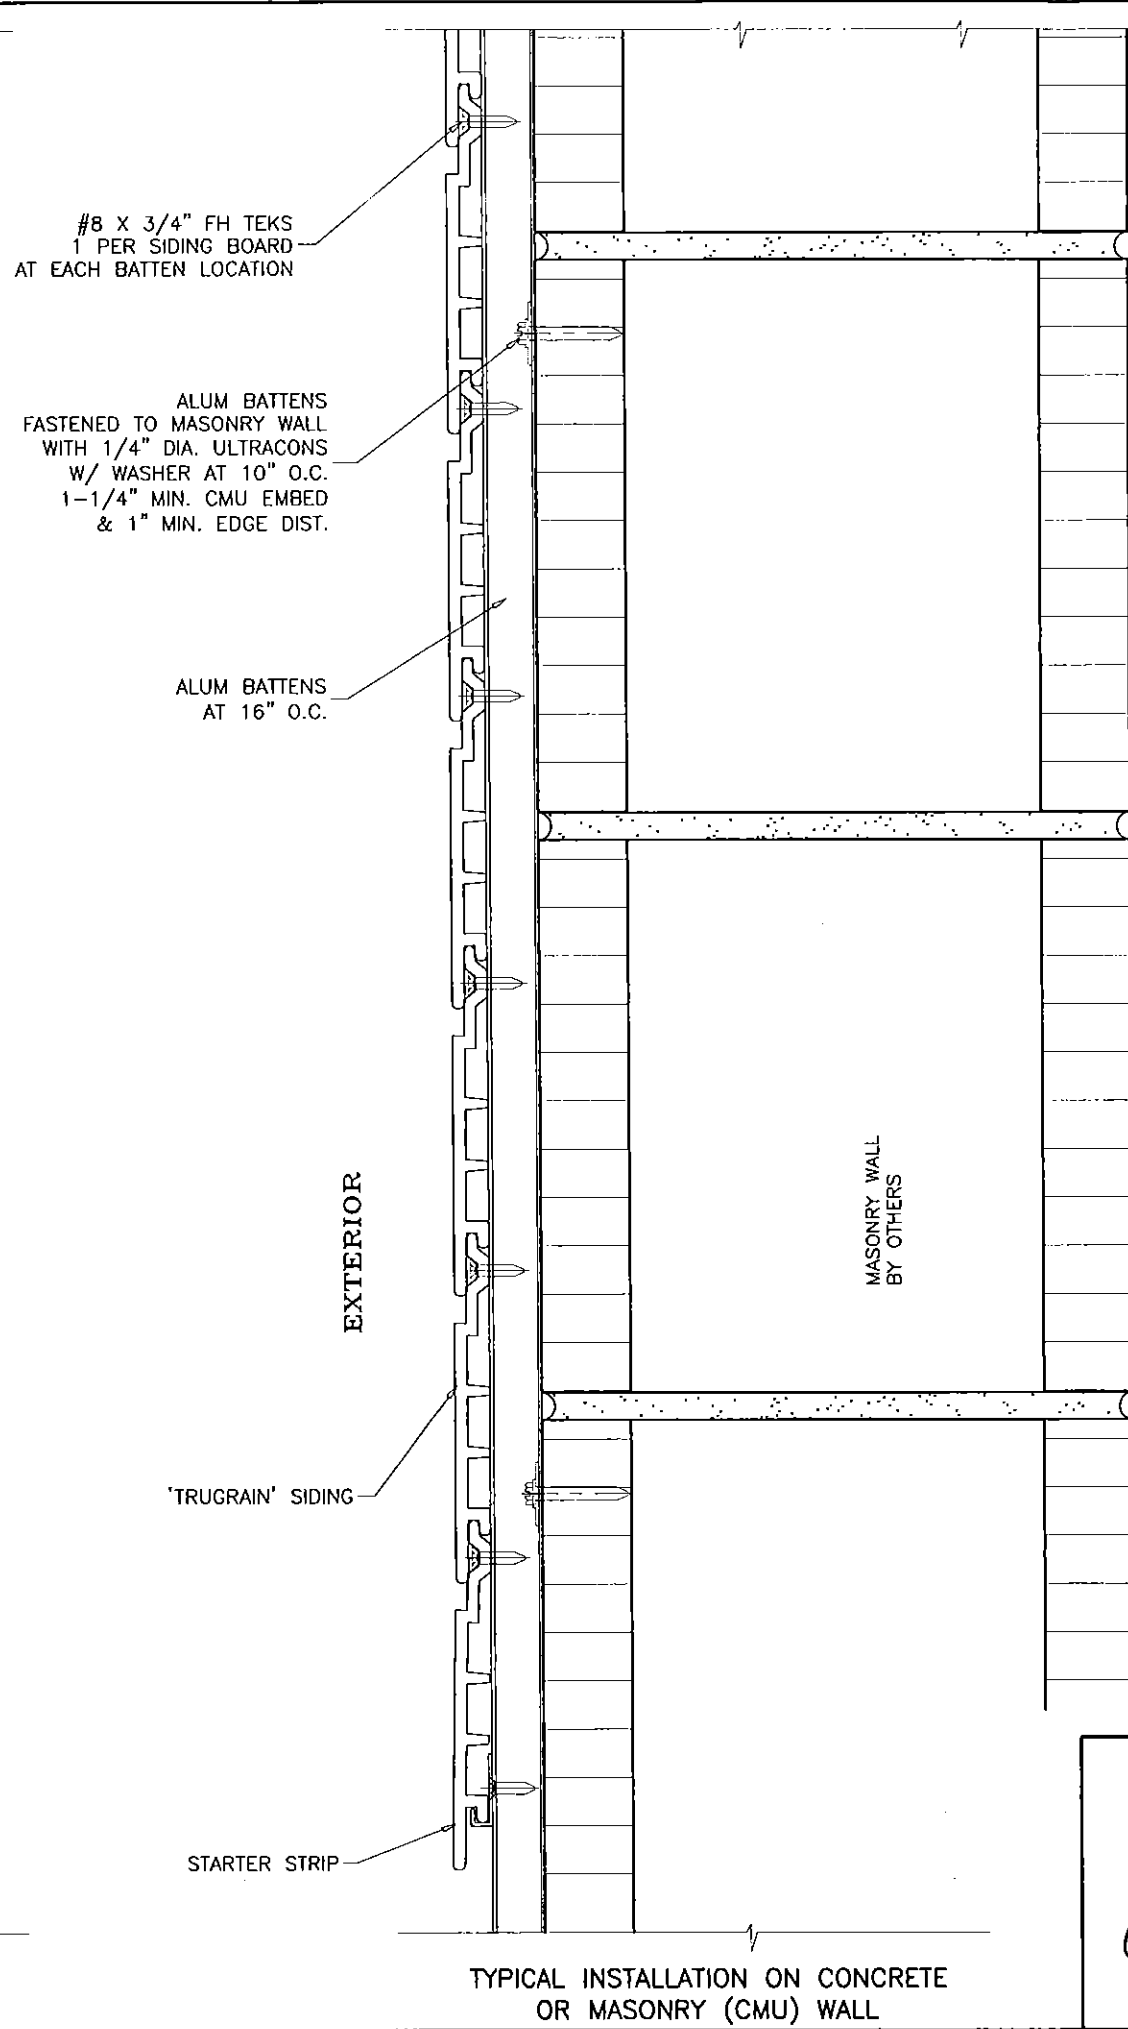 #8 X 3/4" FH TEKS
1 PER SIDING BOARD
AT EACH BATTEN LOCATION
ALUM BATTENS
FASTENED TO MASONRY WALL
WITH 1/4" DIA. ULTRACONS
W/ WASHER AT 10" O.C.
1-1/4" MIN. CMU EMBED
& 1" MIN. EDGE DIST.
ALUM BATTENS
AT 16" O.C.
EXTERIOR
MASONRY WALL
BY OTHERS
'TRUGRAIN' SIDING
STARTER STRIP
TYPICAL INSTALLATION ON CONCRETE
OR MASONRY (CMU) WALL